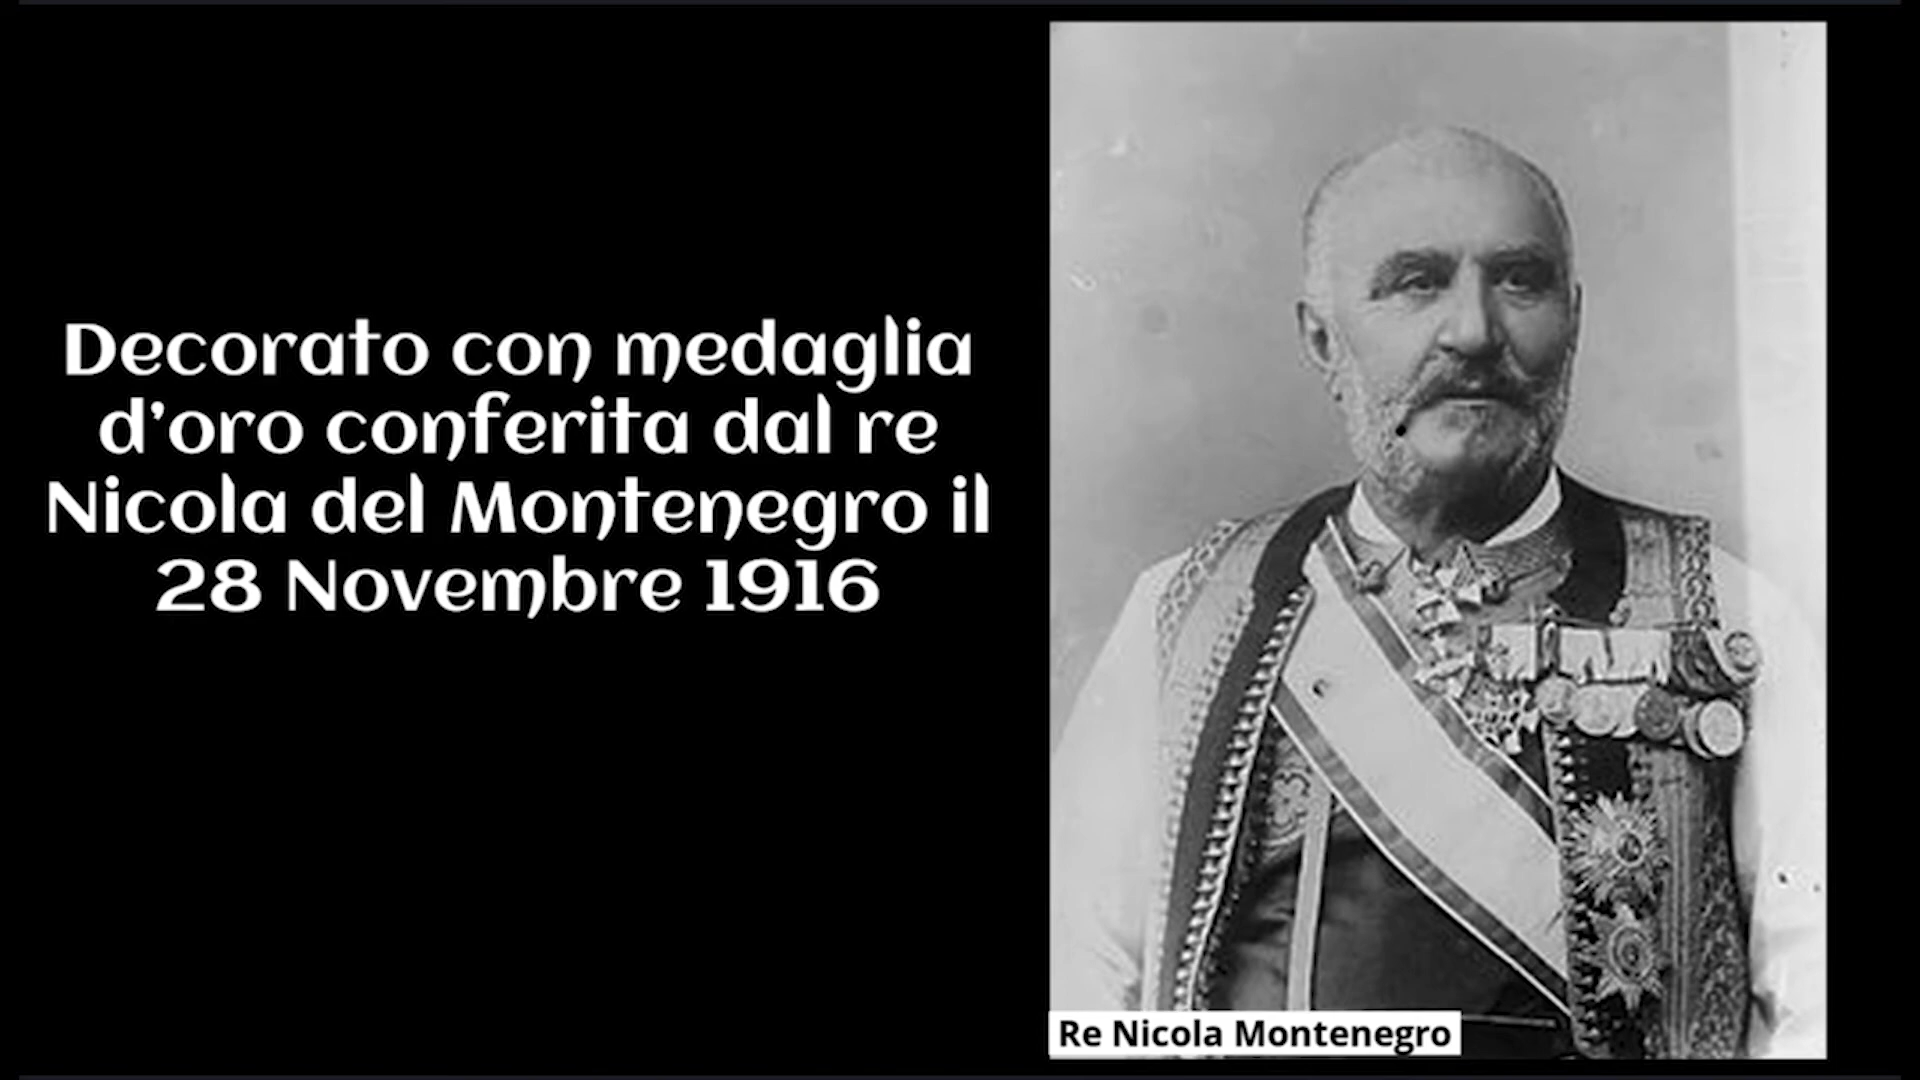 Decorato con medaglia
d'oro conferita dal re
Nicola del Montenegro il
28 Novembre 1916
Re Nicola Montenegro